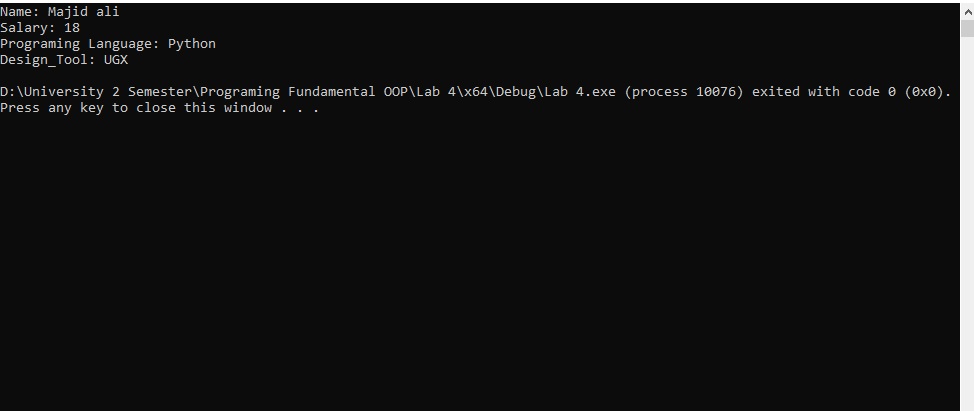 Name: Majid ali
Salary: 18
Programing Language: Python
Design_Tool: UGX
D:\University 2 Semester\Programing Fundamental OOP\Lab 4\x64\Debug\Lab 4.exe (process 10076) exited with code 0 (0x0).
Press any key to close this window . . .